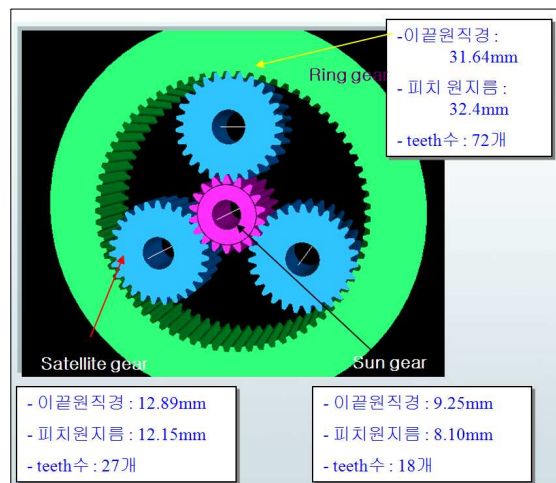 -이끝원직경 :
31.64mm
Ring gear
- 피치 원지름 :
32.4mm
- teeth수 : 72개
Satellite gear
Sun gear
- 이끝원직경 : 12.89mm
- 피치원지름 : 12.15mm
- teeth수 : 27개
- 이끝원직경 : 9.25mm
- 피치원지름 : 8.10mm
- teeth수 : 18개